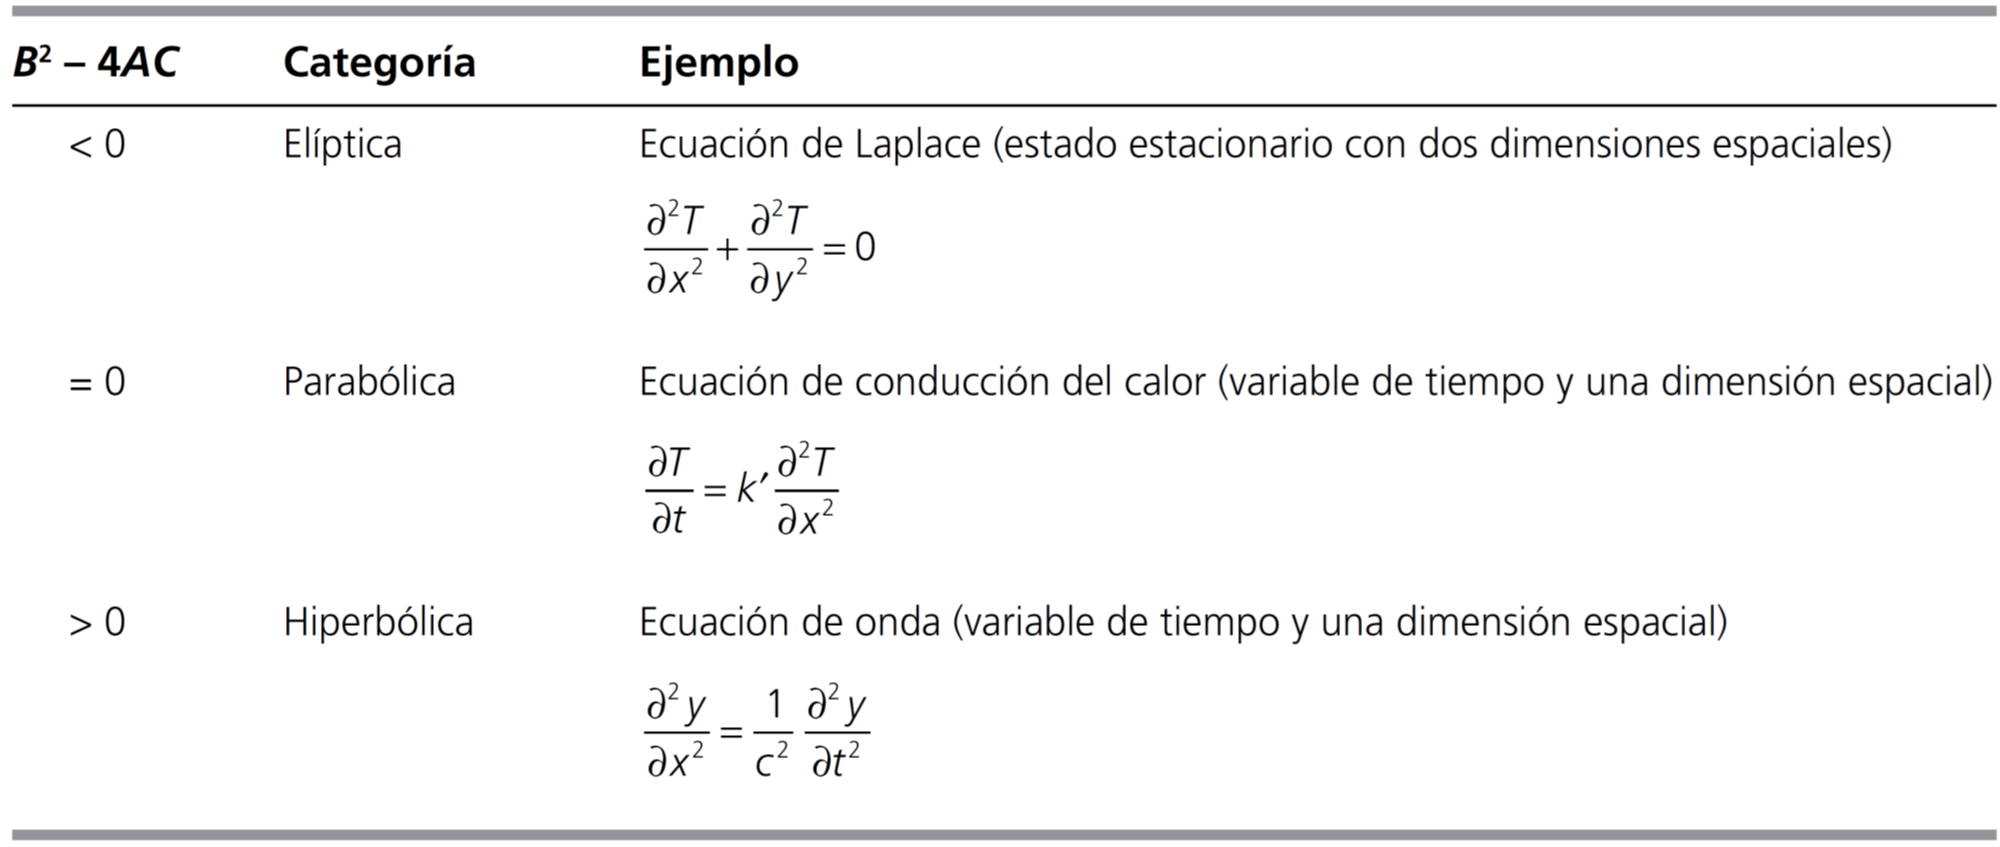 B² – 4AC Categoría Ejemplo
< 0 Elíptica Ecuación de Laplace (estado estacionario con dos dimensiones espaciales)
∂²T/∂x² + ∂²T/∂y² = 0
= 0 Parabólica Ecuación de conducción del calor (variable de tiempo y una dimensión espacial)
∂T/∂t = k′ ∂²T/∂x²
> 0 Hiperbólica Ecuación de onda (variable de tiempo y una dimensión espacial)
∂²y/∂x² = 1/c² ∂²y/∂t²